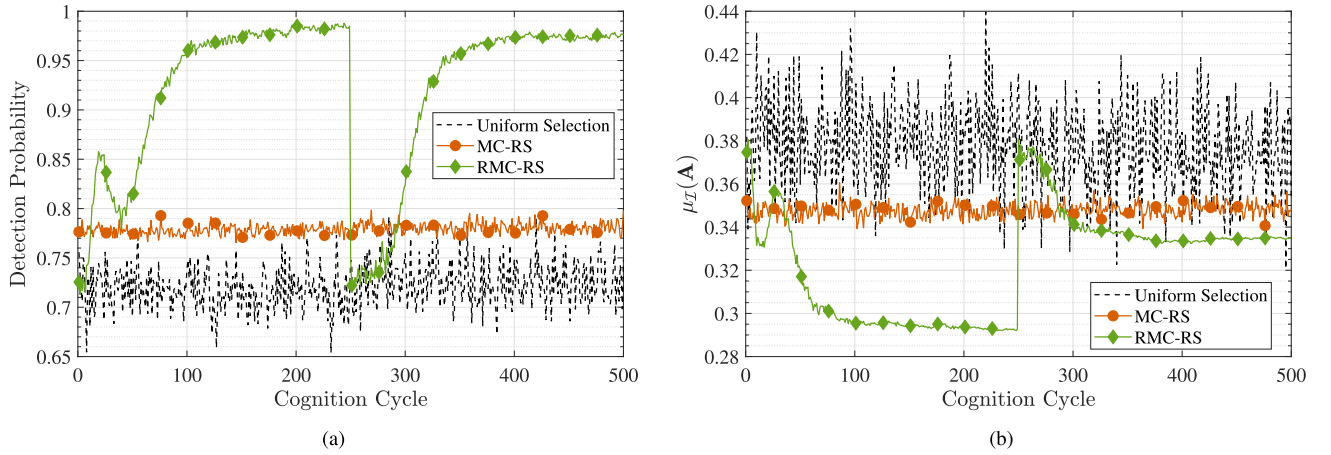 1
0.95
0.9
0.85
0.8
0.75
0.7
0.65
Detection Probability
0 100 200 300 400 500
Cognition Cycle
Uniform Selection
MC-RS
RMC-RS
(a)
0.44
0.42
0.4
0.38
0.36
0.34
0.32
0.3
0.28
μ_ℐ(𝐀)
0 100 200 300 400 500
Cognition Cycle
Uniform Selection
MC-RS
RMC-RS
(b)